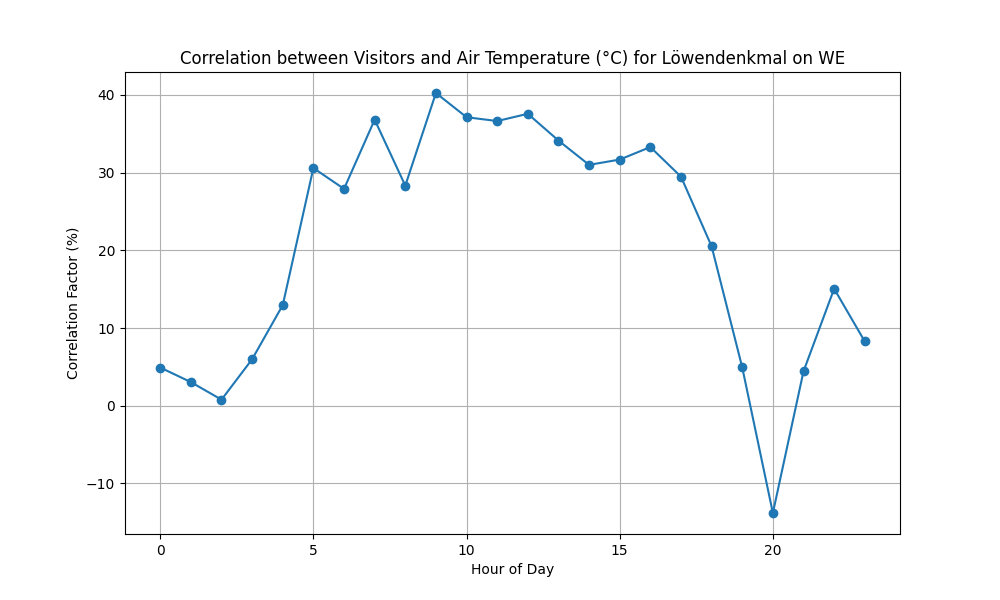 Correlation between Visitors and Air Temperature (°C) for Löwendenkmal on WE
40
30
20
10
0
−10
Correlation Factor (%)
0 5 10 15 20
Hour of Day